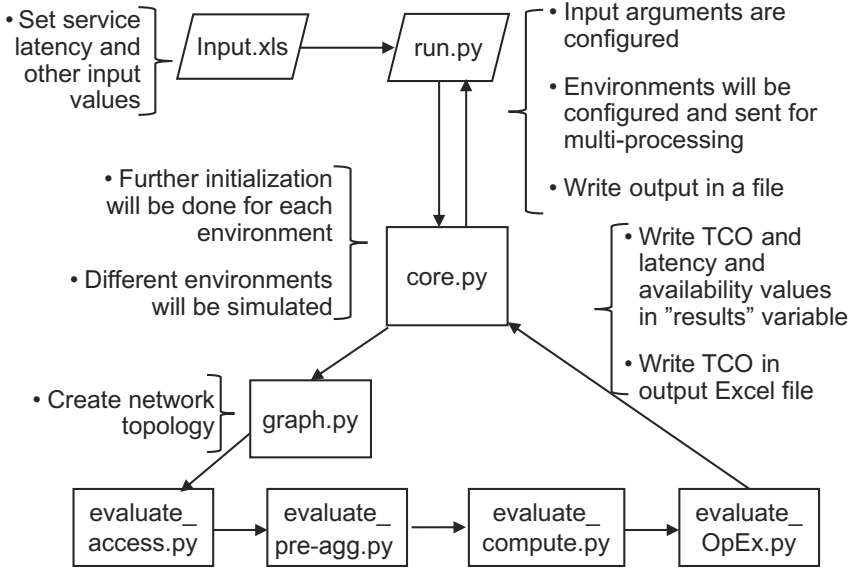 • Set service
latency and
other input
values
Input.xls
run.py
• Input arguments are
configured
• Environments will be
configured and sent for
multi-processing
• Write output in a file
• Further initialization
will be done for each
environment
• Different environments
will be simulated
core.py
• Write TCO and
latency and
availability values
in ”results” variable
• Write TCO in
output Excel file
• Create network
topology
graph.py
evaluate_
access.py
evaluate_
pre-agg.py
evaluate_
compute.py
evaluate_
OpEx.py